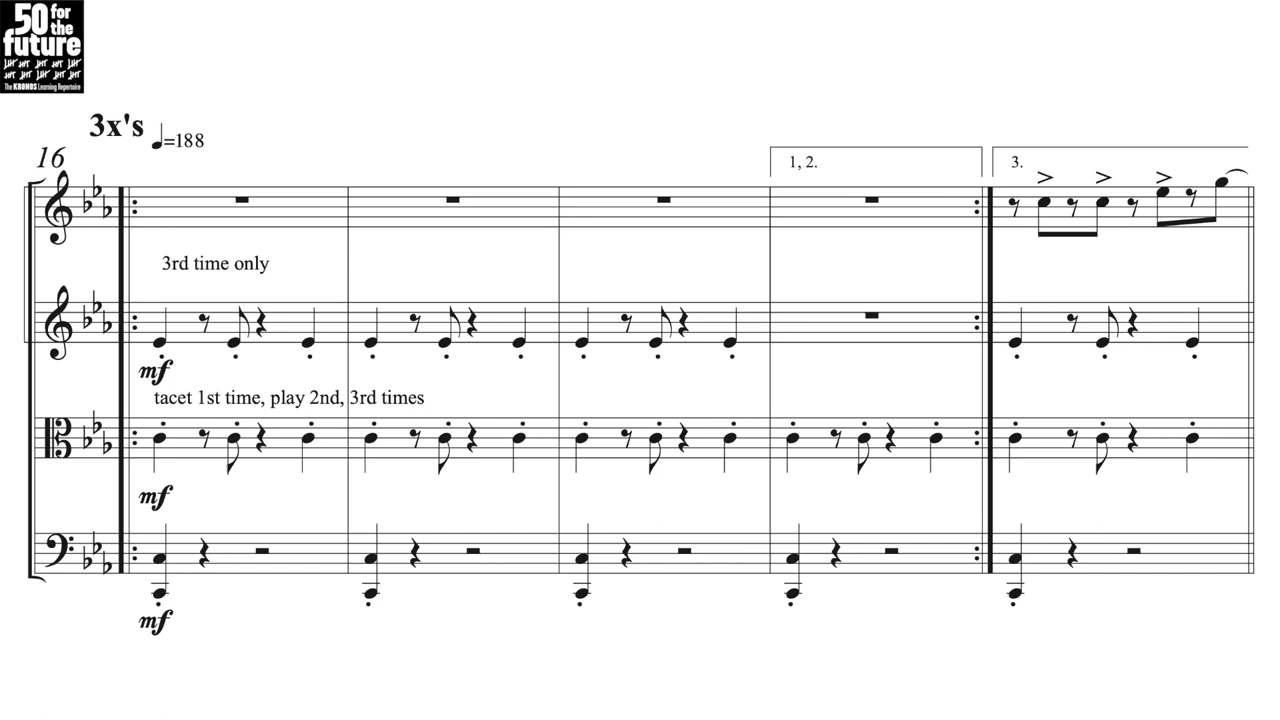 50 for
the
future
The KRONOS Learning Repertoire
3x's ♩=188
16
1, 2.
3.
3rd time only
mf
tacet 1st time, play 2nd, 3rd times
mf
mf